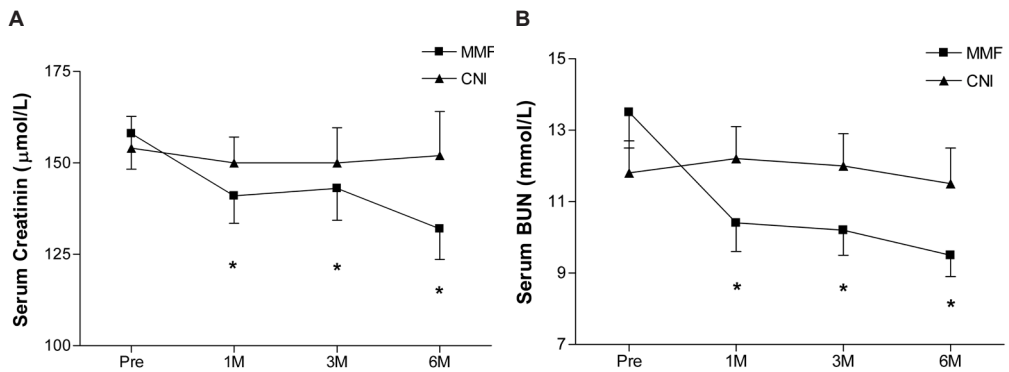 A
MMF
CNI
Serum Creatinin (μmol/L)
175
150
125
100
*
*
*
Pre
1M
3M
6M
B
MMF
CNI
Serum BUN (mmol/L)
15
13
11
9
7
*
*
*
Pre
1M
3M
6M